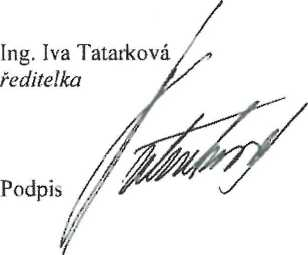 Ing. Iva Tatarková
ředitelka
Podpis